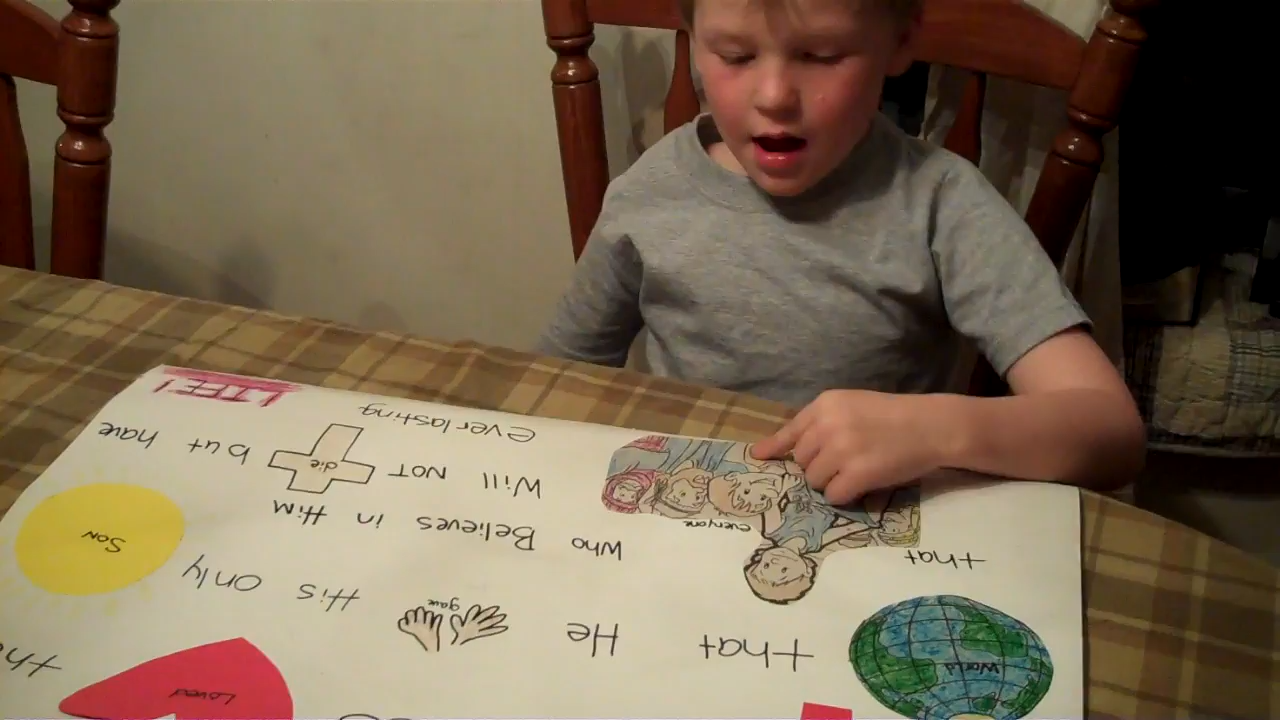 Loved the
World that He gave His only Son
that everyone Who Believes in Him
Will NOT die but have
everlasting LIFE!